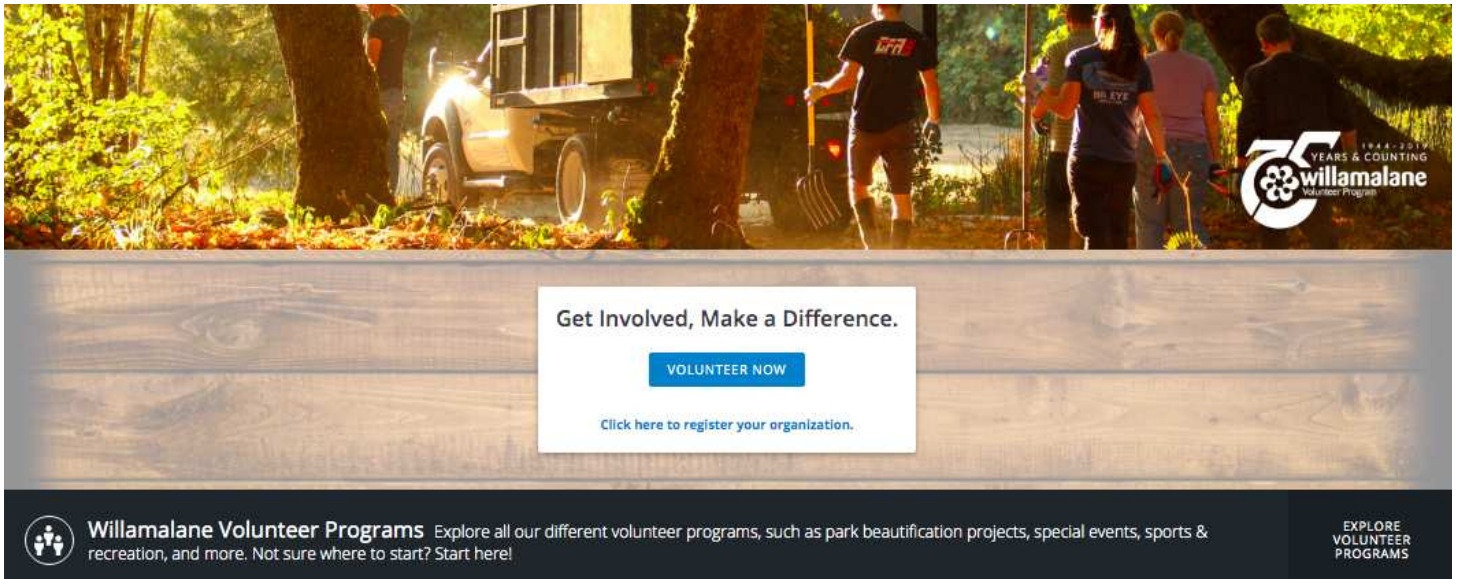 BIG EYE
1944-2019
YEARS & COUNTING
willamalane
Volunteer Program
Get Involved, Make a Difference.
VOLUNTEER NOW
Click here to register your organization.
Willamalane Volunteer Programs Explore all our different volunteer programs, such as park beautification projects, special events, sports &
recreation, and more. Not sure where to start? Start here!
EXPLORE
VOLUNTEER
PROGRAMS